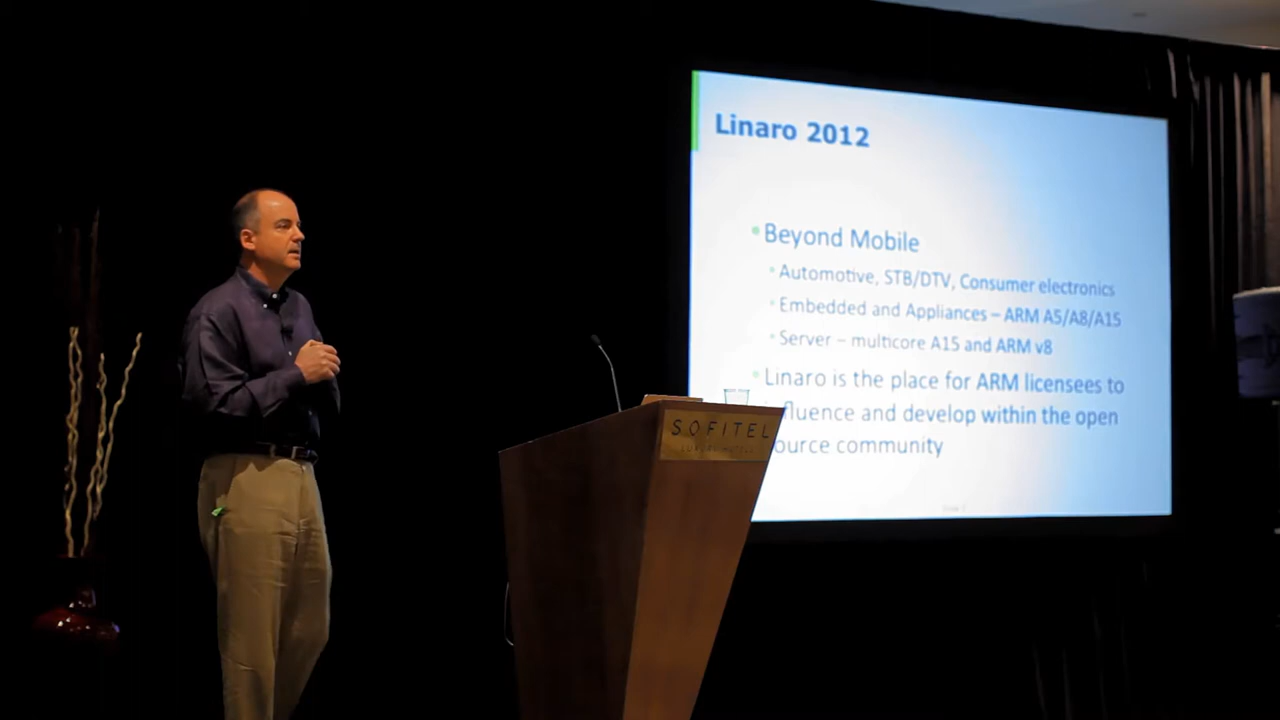 Linaro 2012
Beyond Mobile
Automotive, STB/DTV, Consumer electronics
Embedded and Appliances – ARM A5/A8/A15
Server – multicore A15 and ARM v8
Linaro is the place for ARM licensees to
fluence and develop within the open
ource community
SOFITEL